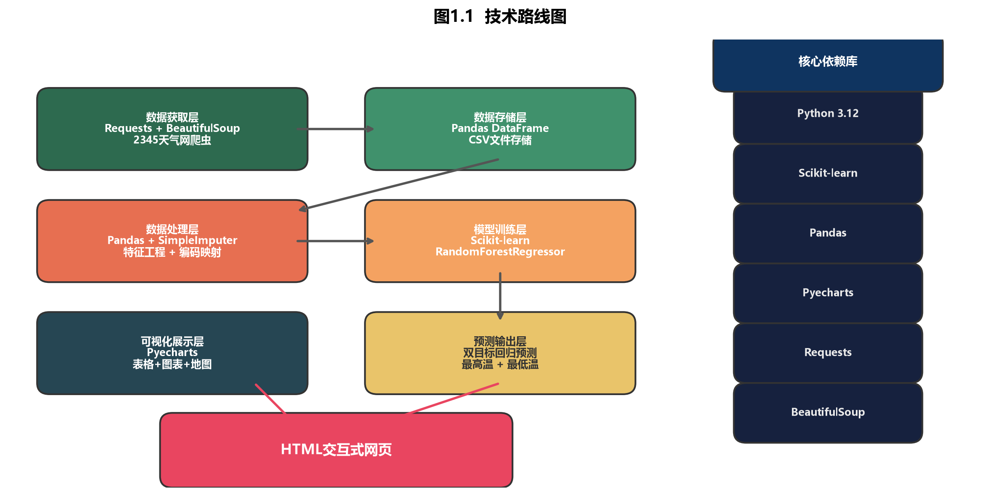 图1.1 技术路线图
数据获取层
Requests + BeautifulSoup
2345天气网爬虫
数据存储层
Pandas DataFrame
CSV文件存储
数据处理层
Pandas + SimpleImputer
特征工程 + 编码映射
模型训练层
Scikit-learn
RandomForestRegressor
可视化展示层
Pyecharts
表格+图表+地图
预测输出层
双目标回归预测
最高温 + 最低温
HTML交互式网页
核心依赖库
Python 3.12
Scikit-learn
Pandas
Pyecharts
Requests
BeautifulSoup